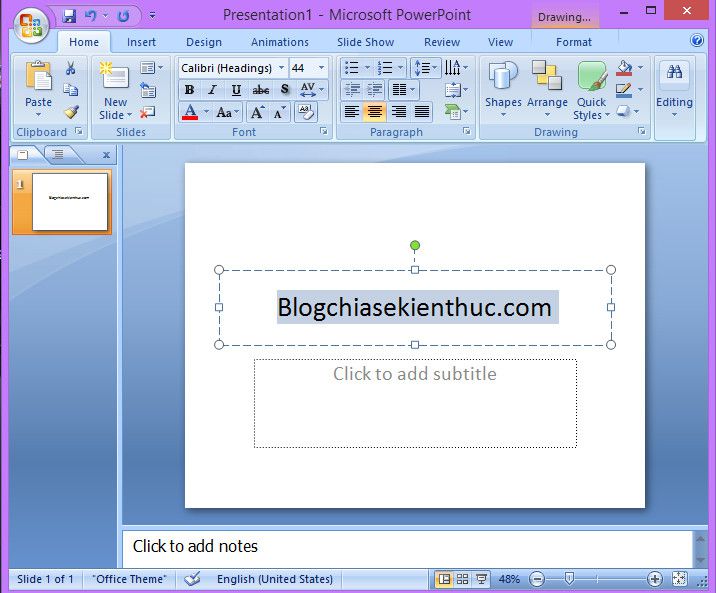 Presentation1 - Microsoft PowerPoint
Drawing...
Home Insert Design Animations Slide Show Review View Format
Calibri (Headings) 44
B I U abc S AV
A Aa A A
Paste
New Slide
Shapes Arrange Quick Styles
Editing
Clipboard Slides Font Paragraph Drawing
1
Blogchiasekienthuc.com
Blogchiasekienthuc.com
Click to add subtitle
Click to add notes
Slide 1 of 1 "Office Theme" English (United States) 48%